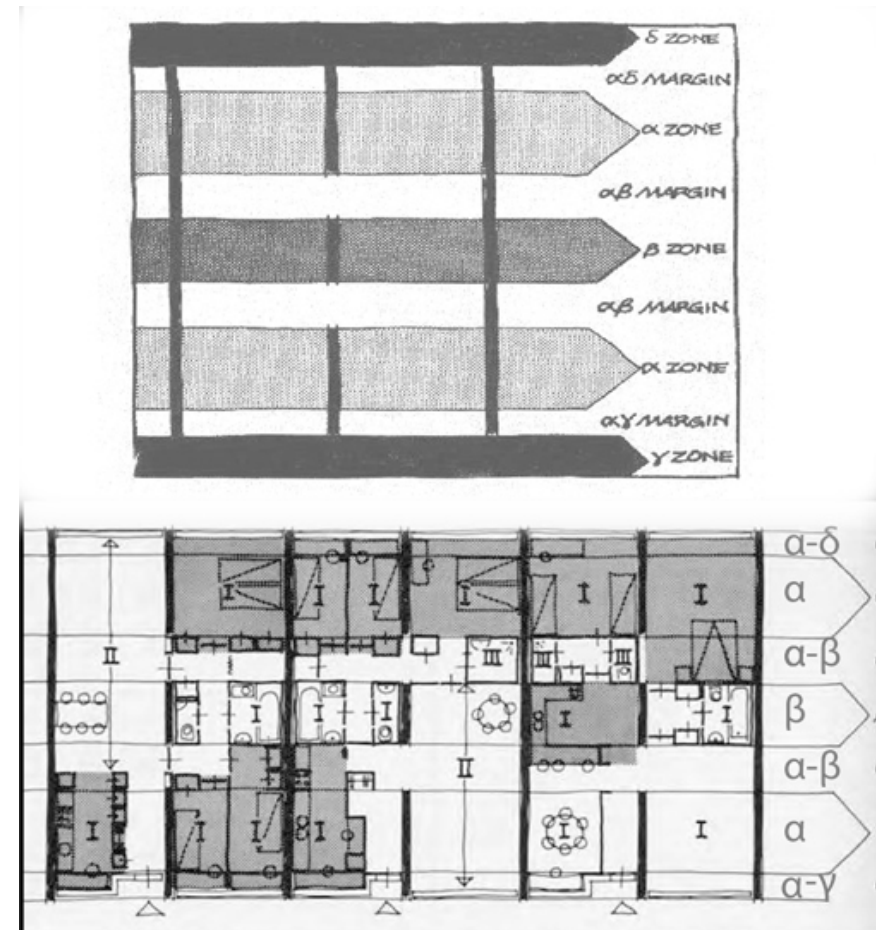 δ ZONE
αδ MARGIN
α ZONE
αβ MARGIN
β ZONE
αβ MARGIN
α ZONE
αγ MARGIN
γ ZONE
α-δ
I I I I I I α
II III III III α-β
I I I I I β
II α-β
I I I I I I α
α-γ